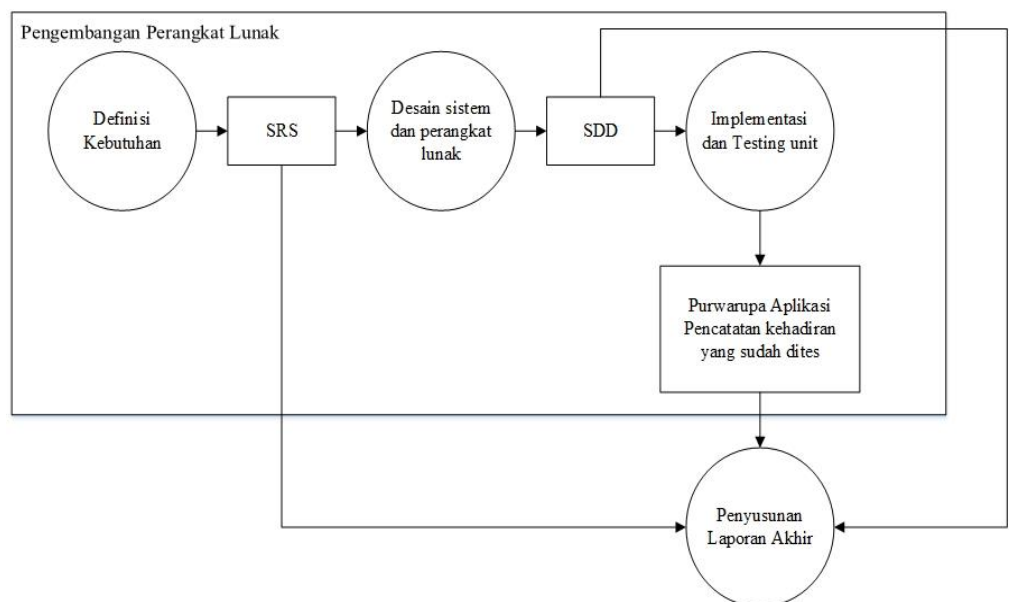 Pengembangan Perangkat Lunak
Definisi
Kebutuhan
SRS
Desain sistem
dan perangkat
lunak
SDD
Implementasi
dan Testing unit
Purwarupa Aplikasi
Pencatatan kehadiran
yang sudah dites
Penyusunan
Laporan Akhir